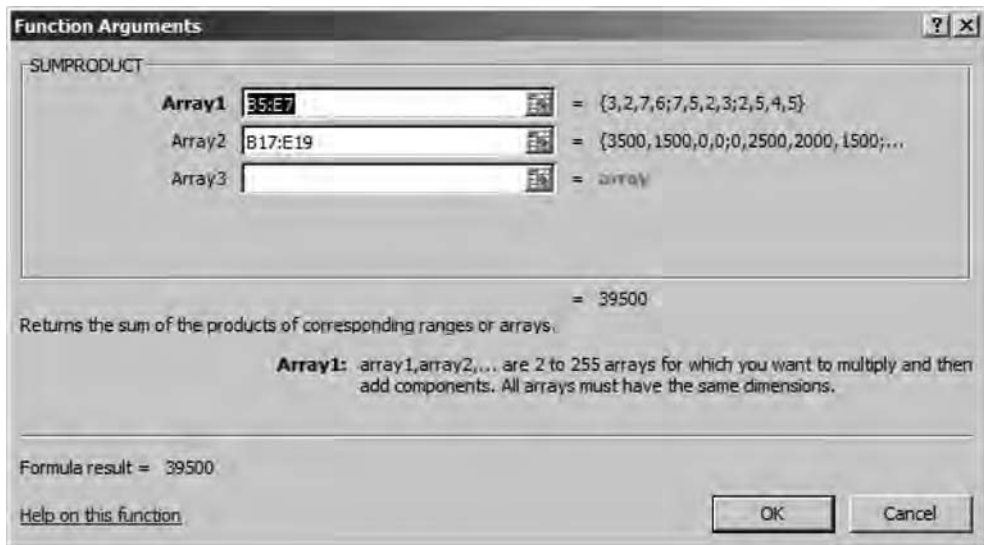 Function Arguments
SUMPRODUCT
Array1 B5:E7 = {3,2,7,6;7,5,2,3;2,5,4,5}
Array2 B17:E19 = {3500,1500,0,0;0,2500,2000,1500;...
Array3 = array
= 39500
Returns the sum of the products of corresponding ranges or arrays.
Array1: array1,array2,... are 2 to 255 arrays for which you want to multiply and then
add components. All arrays must have the same dimensions.
Formula result = 39500
Help on this function
OK Cancel